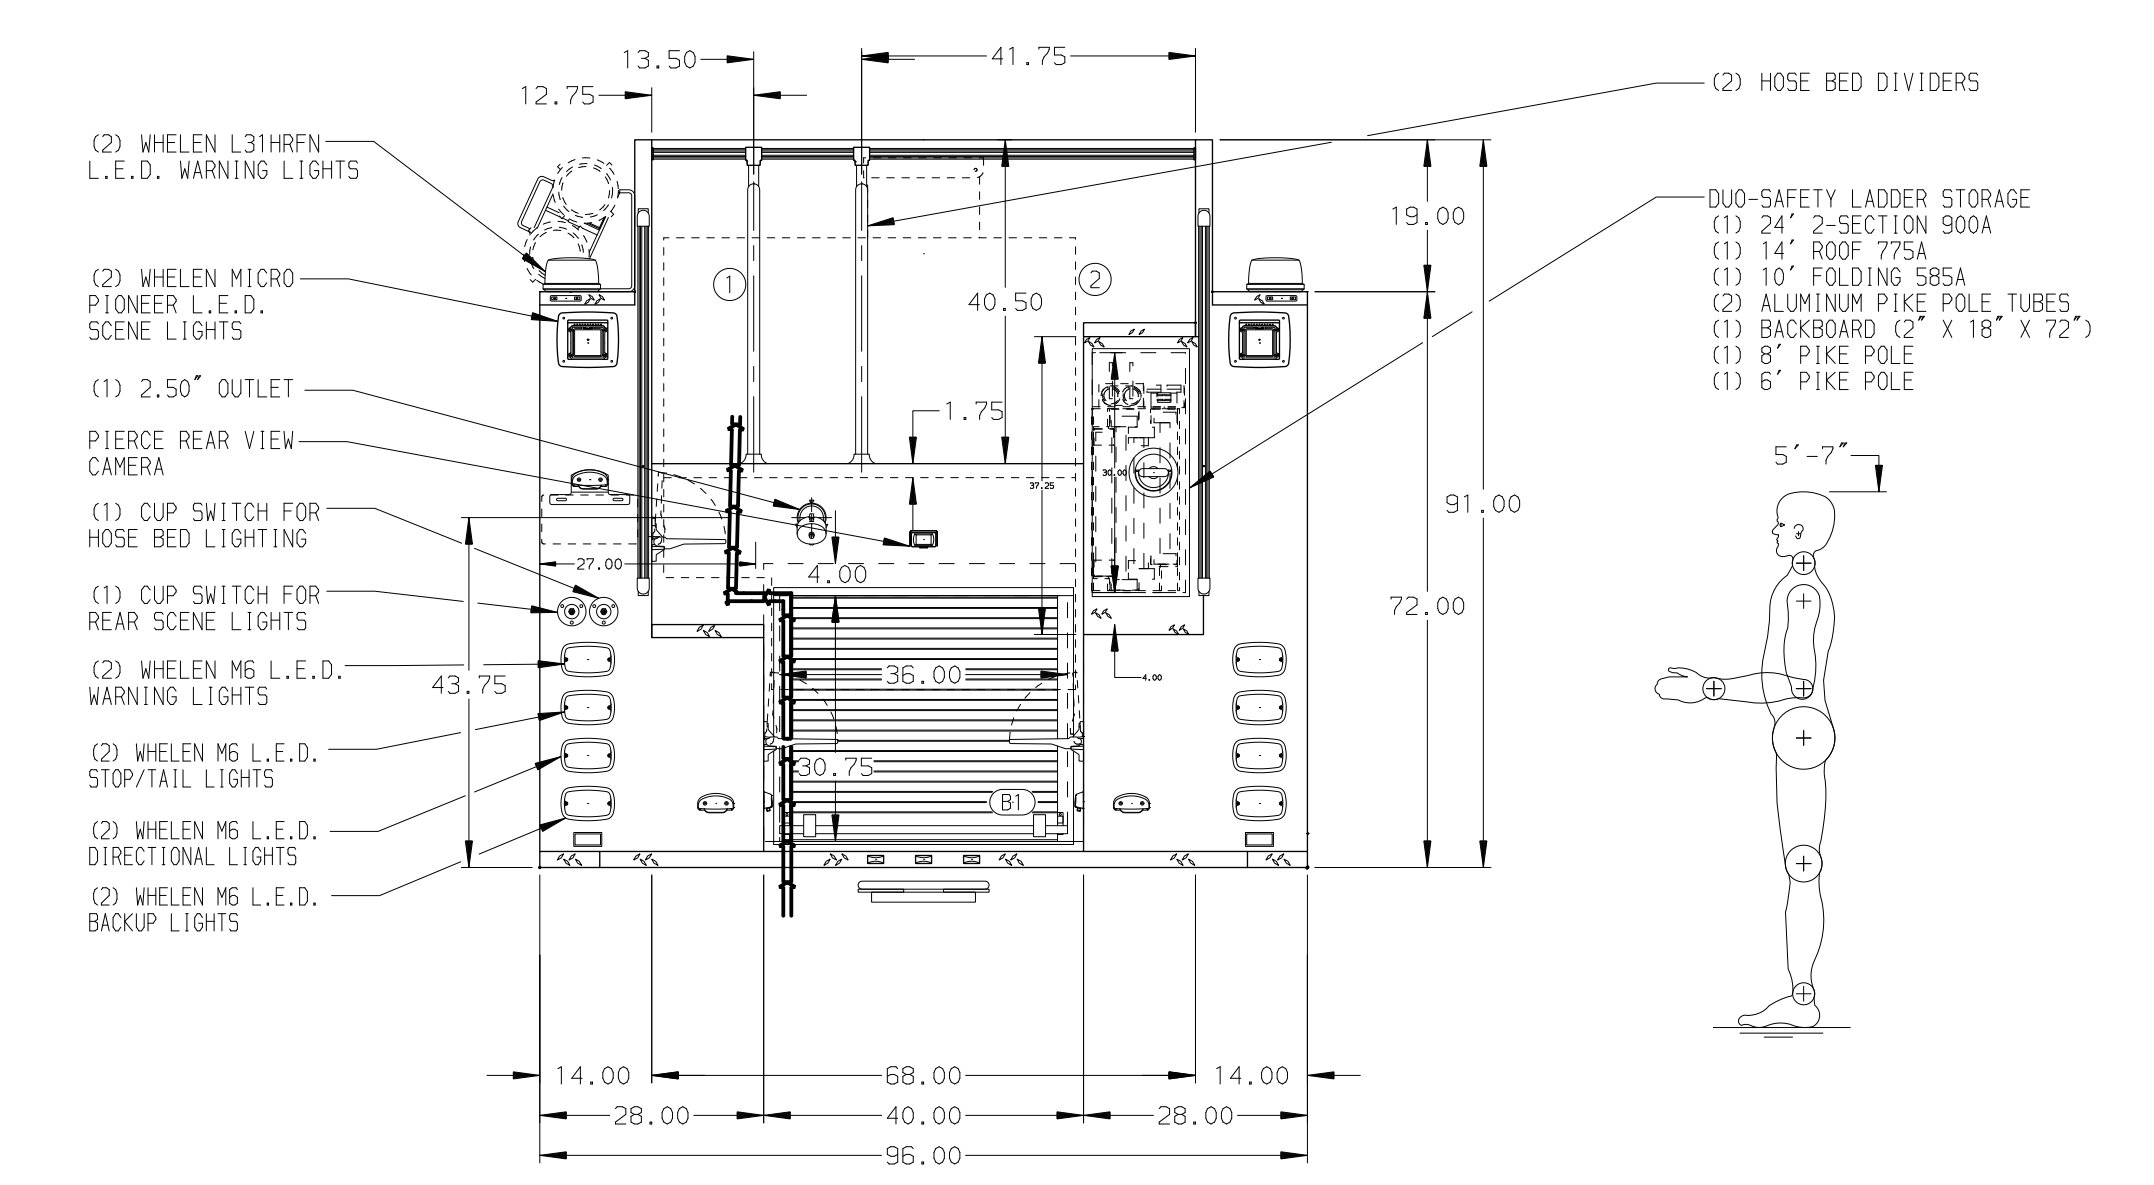 13.50
41.75
12.75
(2) HOSE BED DIVIDERS
(2) WHELEN L31HRFN
L.E.D. WARNING LIGHTS
(2) WHELEN MICRO
PIONEER L.E.D.
SCENE LIGHTS
(1) 2.50" OUTLET
PIERCE REAR VIEW
CAMERA
(1) CUP SWITCH FOR
HOSE BED LIGHTING
(1) CUP SWITCH FOR
REAR SCENE LIGHTS
(2) WHELEN M6 L.E.D.
WARNING LIGHTS
(2) WHELEN M6 L.E.D.
STOP/TAIL LIGHTS
(2) WHELEN M6 L.E.D.
DIRECTIONAL LIGHTS
(2) WHELEN M6 L.E.D.
BACKUP LIGHTS
1
2
40.50
1.75
37.25
30.00
27.00
4.00
43.75
36.00
4.00
30.75
B1
19.00
91.00
72.00
DUO-SAFETY LADDER STORAGE
(1) 24' 2-SECTION 900A
(1) 14' ROOF 775A
(1) 10' FOLDING 585A
(2) ALUMINUM PIKE POLE TUBES
(1) BACKBOARD (2" X 18" X 72")
(1) 8' PIKE POLE
(1) 6' PIKE POLE
5'-7"
14.00 68.00 14.00
28.00 40.00 28.00
96.00